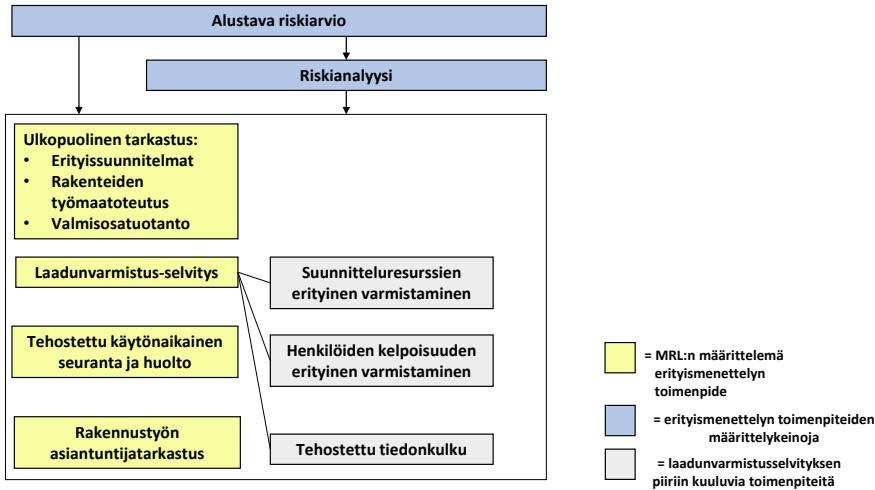 Alustava riskiarvio
Riskianalyysi
Ulkopuolinen tarkastus:
• Erityissuunnitelmat
• Rakenteiden
työmaatoteutus
• Valmisosatuotanto
Laadunvarmistus-selvitys
Suunnitteluresurssien
erityinen varmistaminen
Tehostettu käytönaikainen
seuranta ja huolto
Henkilöiden kelpoisuuden
erityinen varmistaminen
Rakennustyön
asiantuntijatarkastus
Tehostettu tiedonkulku
= MRL:n määrittelemä
erityismenettelyn
toimenpide
= erityismenettelyn toimenpiteiden
määrittelykeinoja
= laadunvarmistusselvityksen
piiriin kuuluvia toimenpiteitä